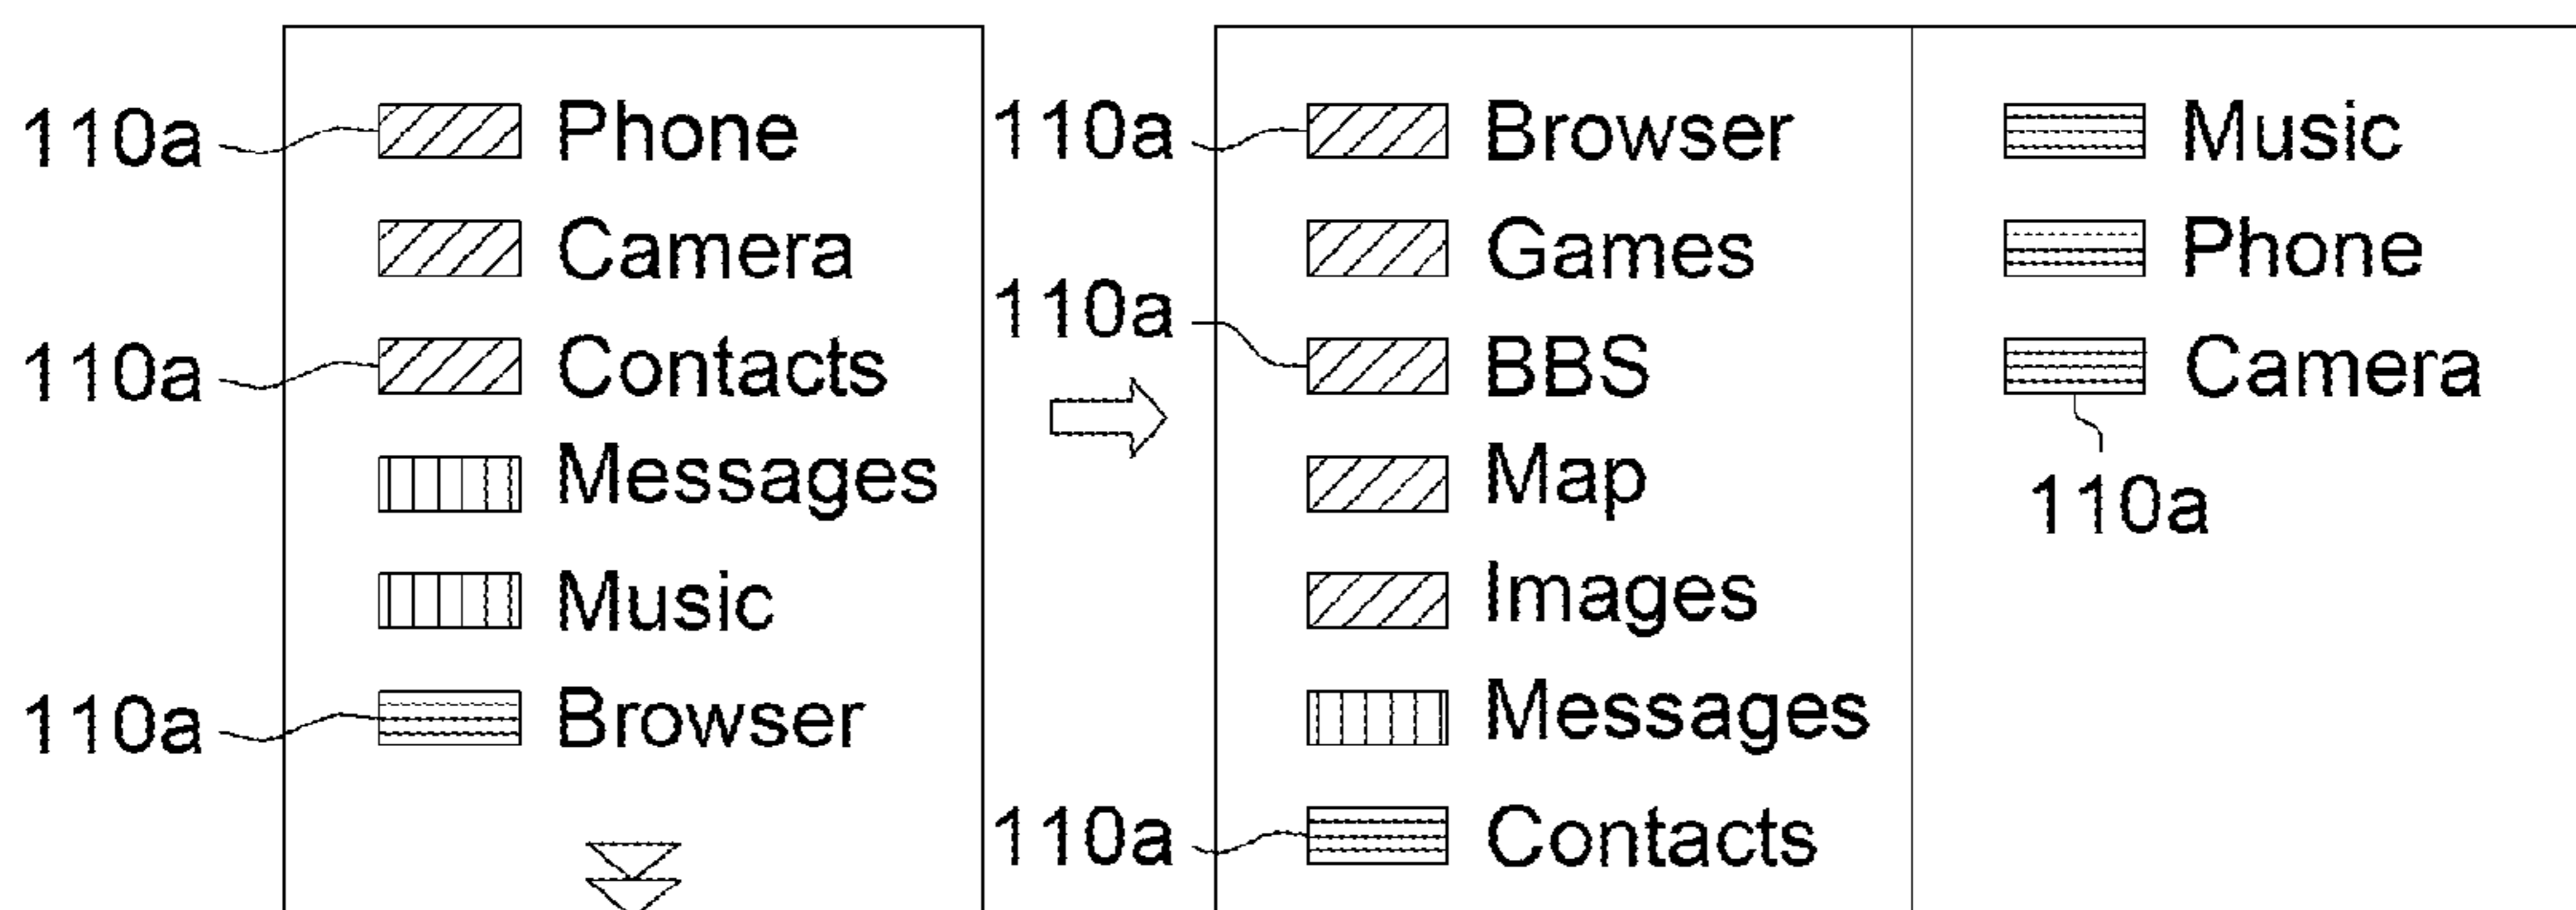 110a Phone
Camera
110a Contacts
Messages
Music
110a Browser
110a Browser
Games
110a BBS
Map
Images
Messages
110a Contacts
Music
Phone
Camera
110a